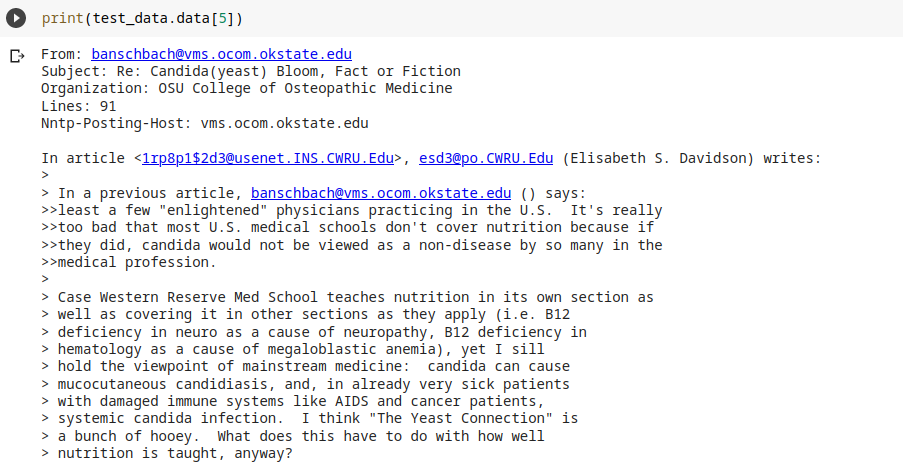 print(test_data.data[5])
From: banschbach@vms.ocom.okstate.edu
Subject: Re: Candida(yeast) Bloom, Fact or Fiction
Organization: OSU College of Osteopathic Medicine
Lines: 91
Nntp-Posting-Host: vms.ocom.okstate.edu
In article <1rp8p1$2d3@usenet.INS.CWRU.Edu>, esd3@po.CWRU.Edu (Elisabeth S. Davidson) writes:
>
> In a previous article, banschbach@vms.ocom.okstate.edu () says:
>>least a few "enlightened" physicians practicing in the U.S.  It's really
>>too bad that most U.S. medical schools don't cover nutrition because if
>>they did, candida would not be viewed as a non-disease by so many in the
>>medical profession.
>
> Case Western Reserve Med School teaches nutrition in its own section as
> well as covering it in other sections as they apply (i.e. B12
> deficiency in neuro as a cause of neuropathy, B12 deficiency in
> hematology as a cause of megaloblastic anemia), yet I sill
> hold the viewpoint of mainstream medicine:  candida can cause
> mucocutaneous candidiasis, and, in already very sick patients
> with damaged immune systems like AIDS and cancer patients,
> systemic candida infection.  I think "The Yeast Connection" is
> a bunch of hooey.  What does this have to do with how well
> nutrition is taught, anyway?